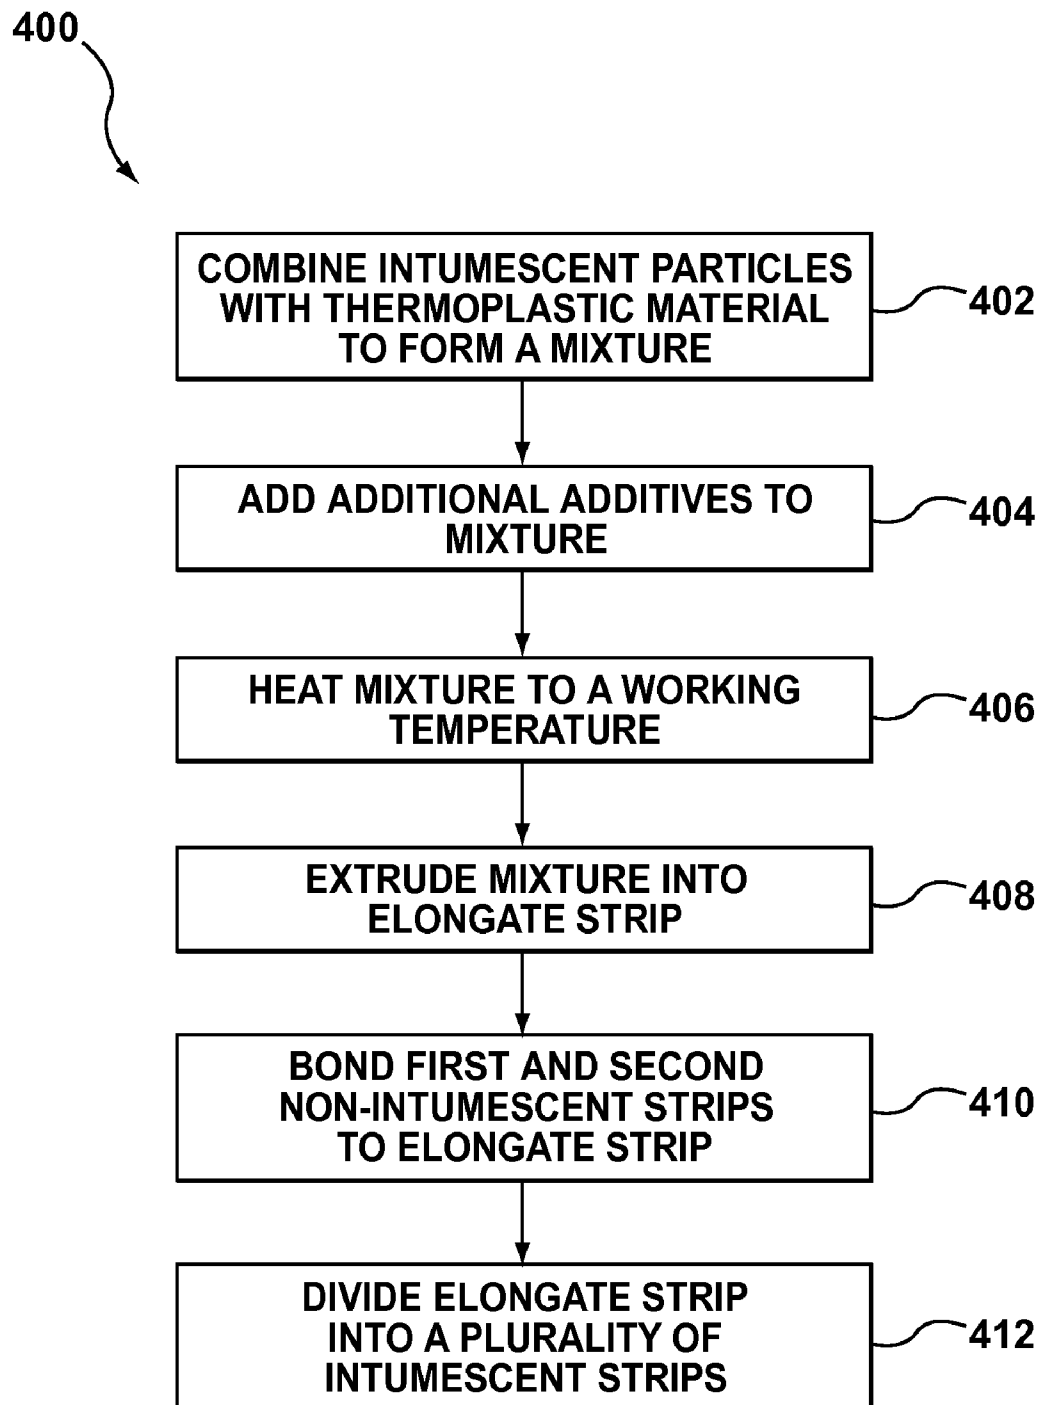 400
COMBINE INTUMESCENT PARTICLES
WITH THERMOPLASTIC MATERIAL
TO FORM A MIXTURE
402
ADD ADDITIONAL ADDITIVES TO
MIXTURE
404
HEAT MIXTURE TO A WORKING
TEMPERATURE
406
EXTRUDE MIXTURE INTO
ELONGATE STRIP
408
BOND FIRST AND SECOND
NON-INTUMESCENT STRIPS
TO ELONGATE STRIP
410
DIVIDE ELONGATE STRIP
INTO A PLURALITY OF
INTUMESCENT STRIPS
412